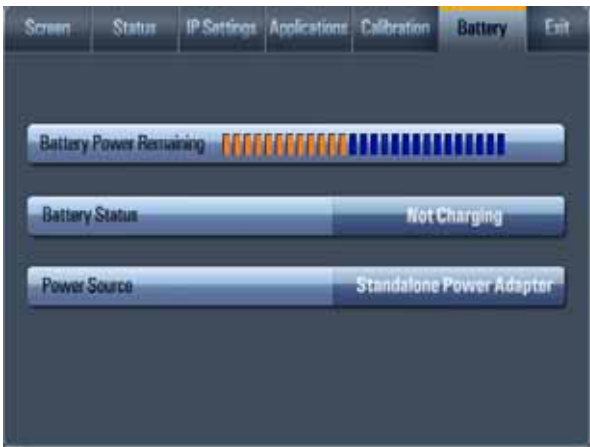 Screen Status IP Settings Applications Calibration Battery Exit
Battery Power Remaining
Battery Status Not Charging
Power Source Standalone Power Adapter